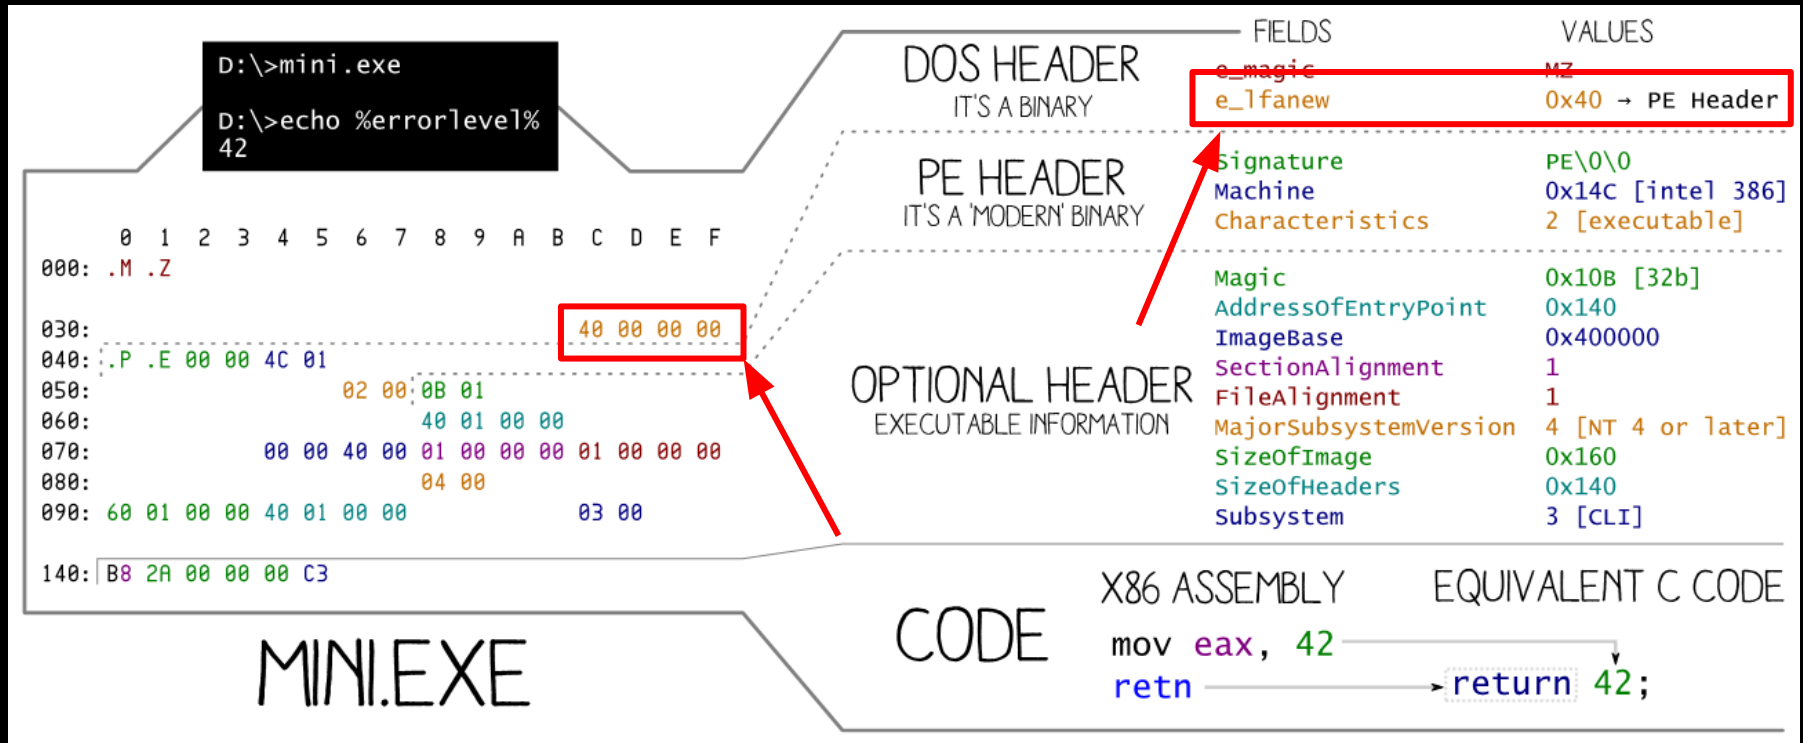 D:\>mini.exe
D:\>echo %errorlevel%
42
0 1 2 3 4 5 6 7 8 9 A B C D E F
000: .M .Z
030: 40 00 00 00
040: .P .E 00 00 4C 01
050: 02 00 0B 01
060: 40 01 00 00
070: 00 00 40 00 01 00 00 00 01 00 00 00
080: 04 00
090: 60 01 00 00 40 01 00 00 03 00
140: B8 2A 00 00 00 C3
MINI.EXE
FIELDS VALUES
DOS HEADER
IT'S A BINARY
e_magic MZ
e_lfanew 0x40 → PE Header
PE HEADER
IT'S A 'MODERN' BINARY
Signature PE\0\0
Machine 0x14C [intel 386]
Characteristics 2 [executable]
OPTIONAL HEADER
EXECUTABLE INFORMATION
Magic 0x10B [32b]
AddressOfEntryPoint 0x140
ImageBase 0x400000
SectionAlignment 1
FileAlignment 1
MajorSubsystemVersion 4 [NT 4 or later]
SizeOfImage 0x160
SizeOfHeaders 0x140
Subsystem 3 [CLI]
CODE
X86 ASSEMBLY EQUIVALENT C CODE
mov eax, 42
retn return 42;